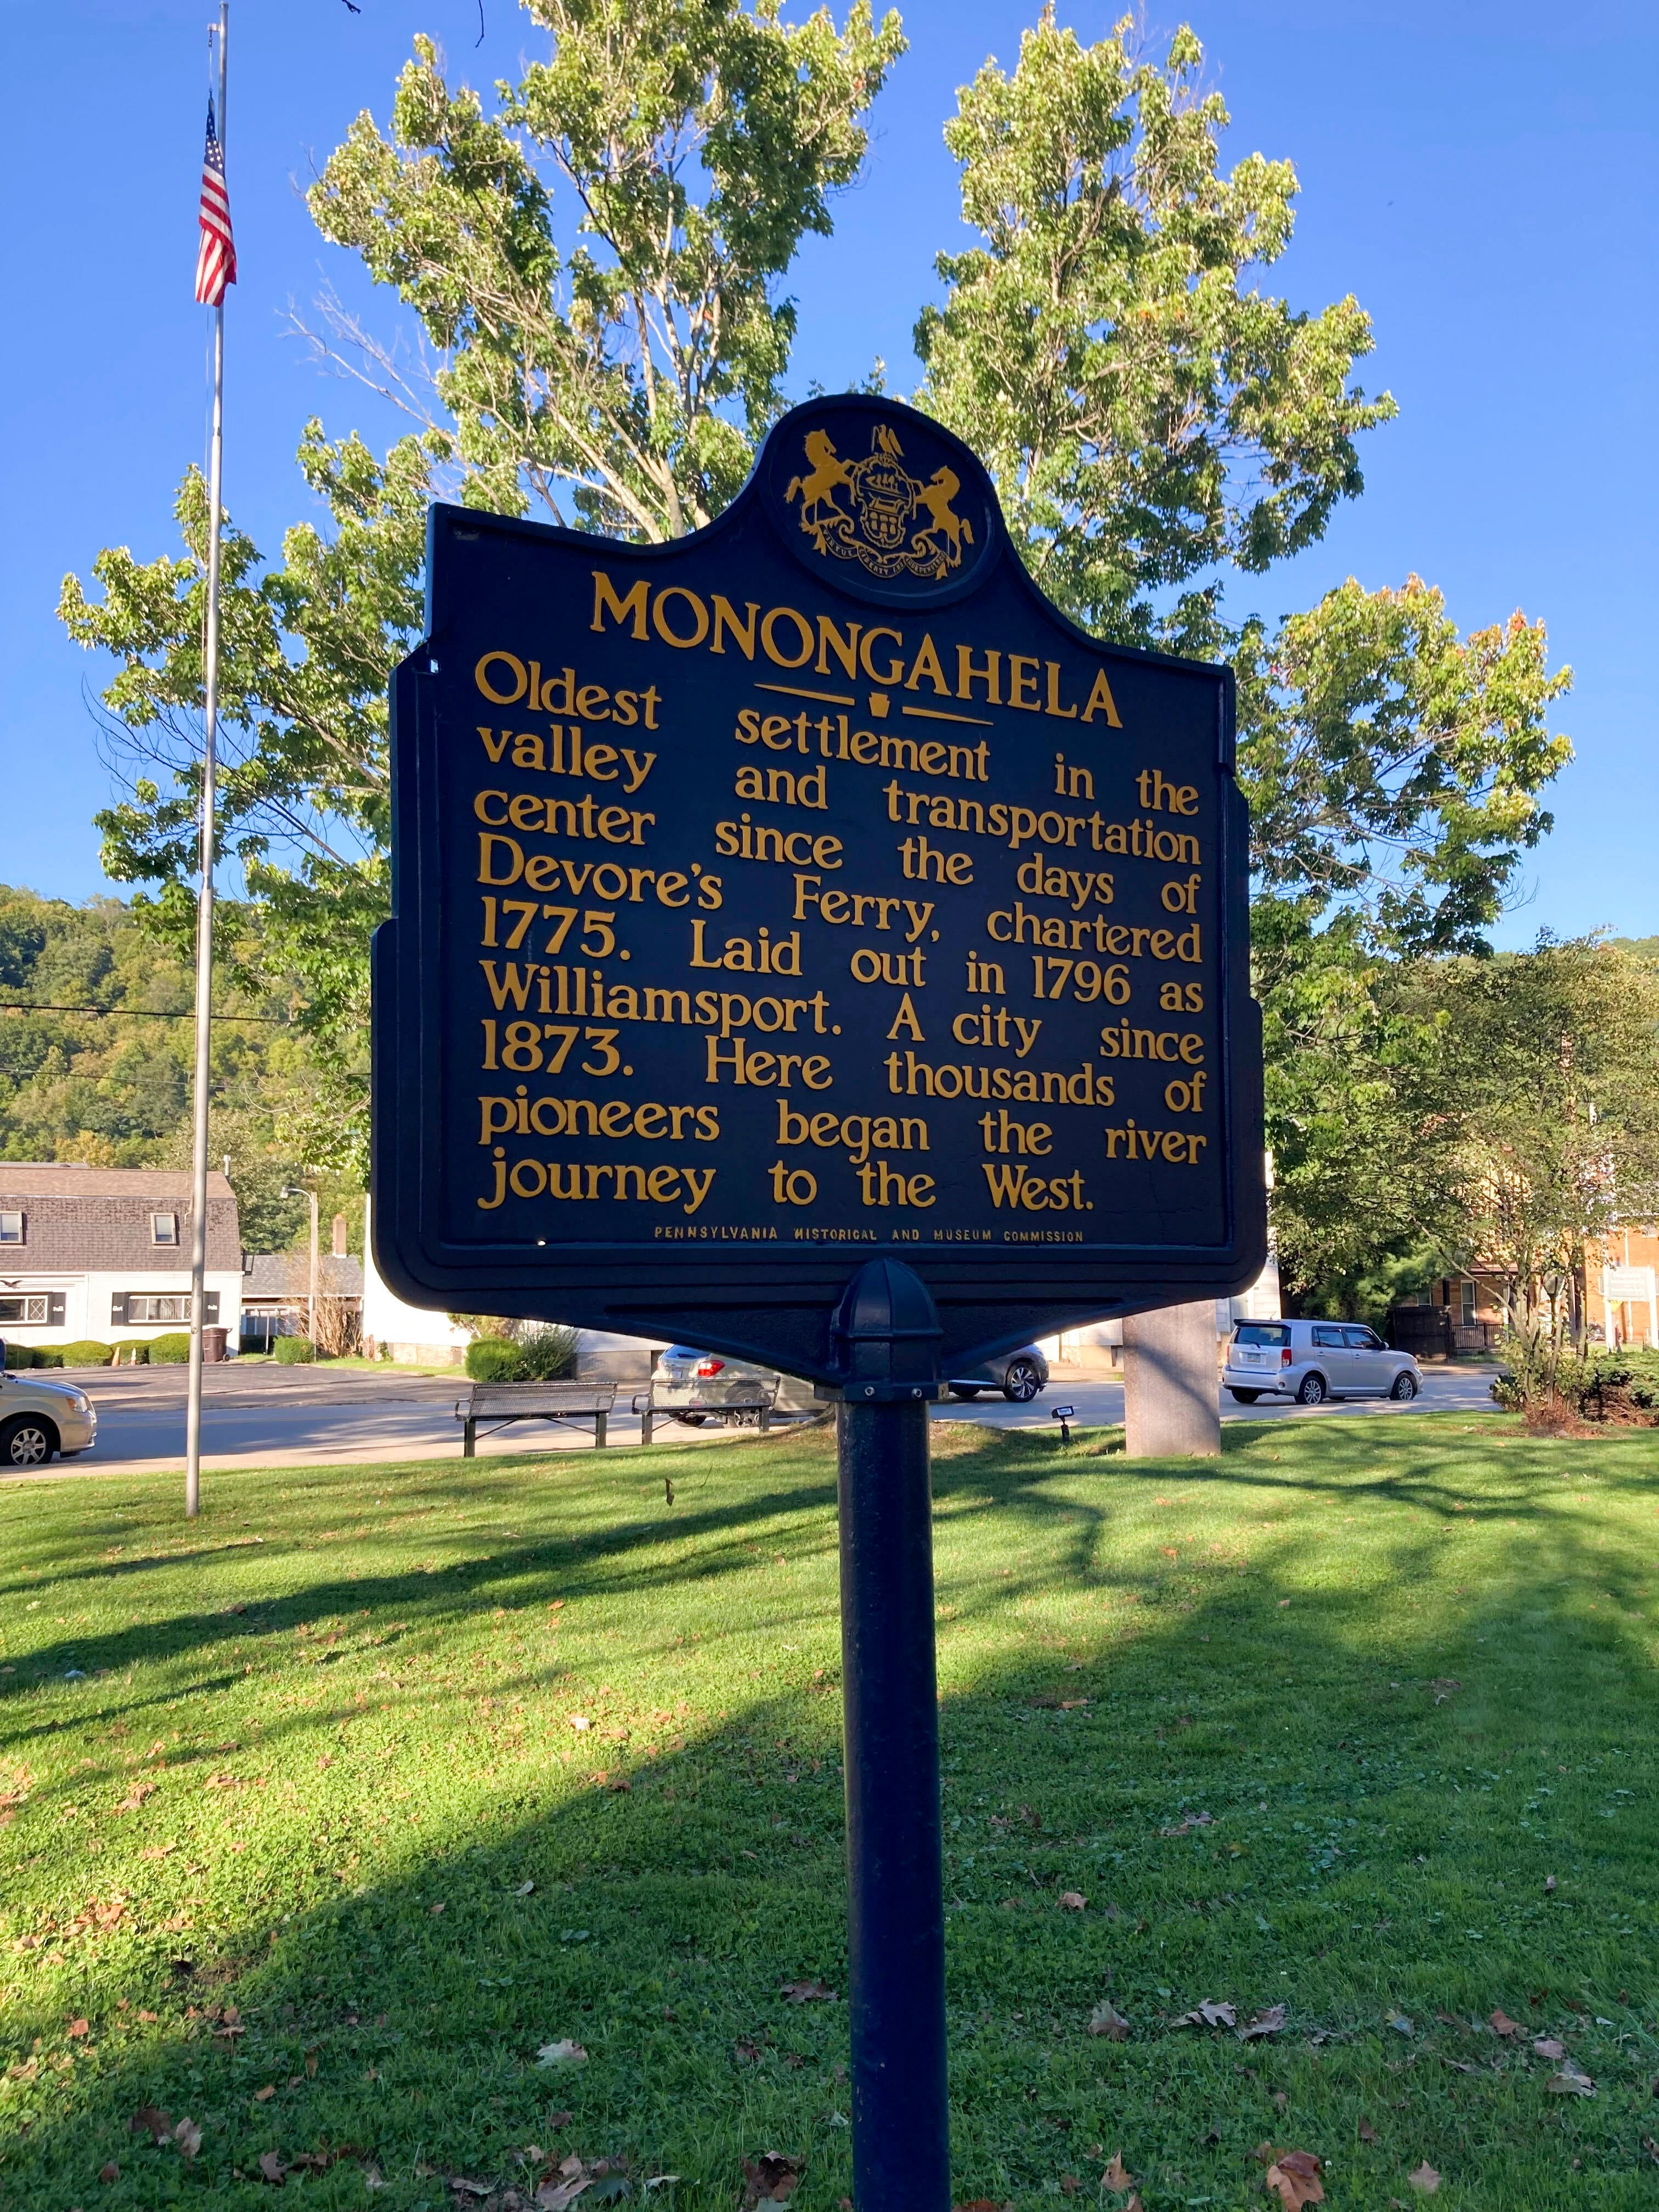 MONONGAHELA
Oldest settlement in the
valley and transportation
center since the days of
Devore's Ferry, chartered
1775. Laid out in 1796 as
Williamsport. A city since
1873. Here thousands of
pioneers began the river
journey to the West.
PENNSYLVANIA HISTORICAL AND MUSEUM COMMISSION